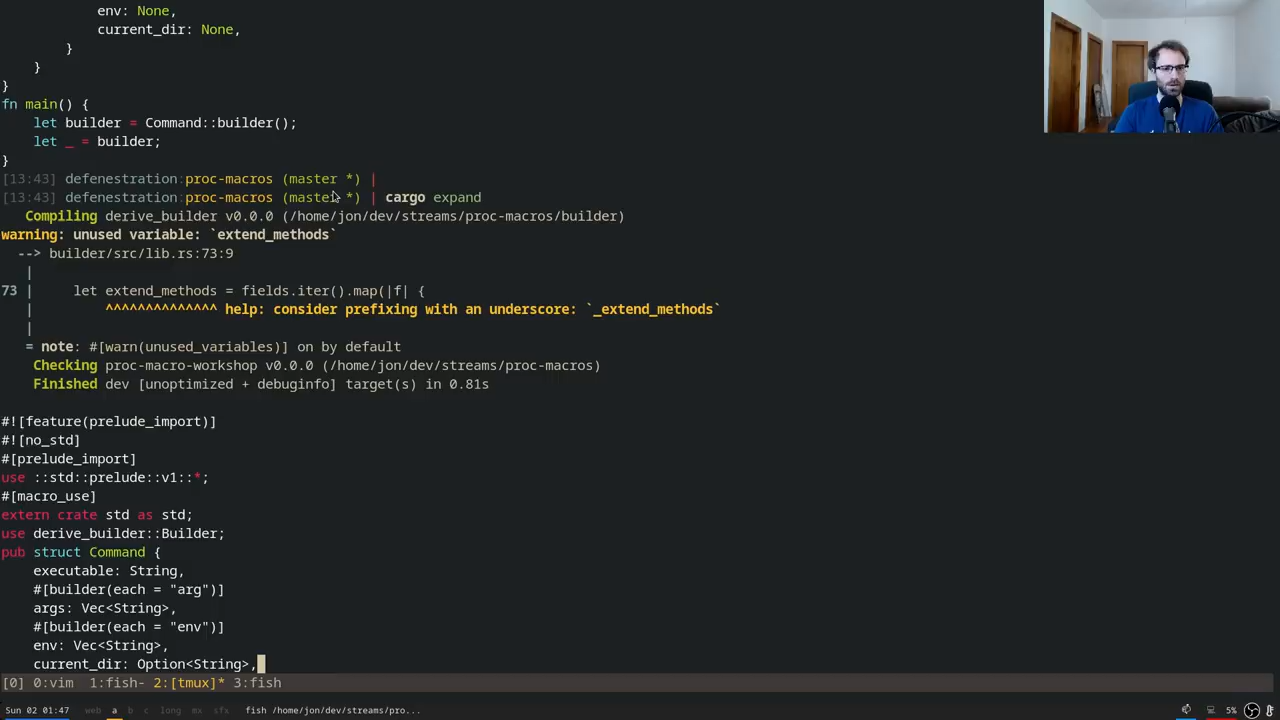 env: None,
            current_dir: None,
        }
    }
}
fn main() {
    let builder = Command::builder();
    let _ = builder;
}
[13:43] defenestration:proc-macros (master *) |
[13:43] defenestration:proc-macros (master *) | cargo expand
   Compiling derive_builder v0.0.0 (/home/jon/dev/streams/proc-macros/builder)
warning: unused variable: `extend_methods`
  --> builder/src/lib.rs:73:9
   |
73 |     let extend_methods = fields.iter().map(|f| {
   |         ^^^^^^^^^^^^^^ help: consider prefixing with an underscore: `_extend_methods`
   |
   = note: #[warn(unused_variables)] on by default
    Checking proc-macro-workshop v0.0.0 (/home/jon/dev/streams/proc-macros)
    Finished dev [unoptimized + debuginfo] target(s) in 0.81s
#![feature(prelude_import)]
#![no_std]
#[prelude_import]
use ::std::prelude::v1::*;
#[macro_use]
extern crate std as std;
use derive_builder::Builder;
pub struct Command {
    executable: String,
    #[builder(each = "arg")]
    args: Vec<String>,
    #[builder(each = "env")]
    env: Vec<String>,
    current_dir: Option<String>,
[0] 0:vim  1:fish- 2:[tmux]* 3:fish
Sun 02 01:47 web a b c long mx sfx fish /home/jon/dev/streams/pro... 5%